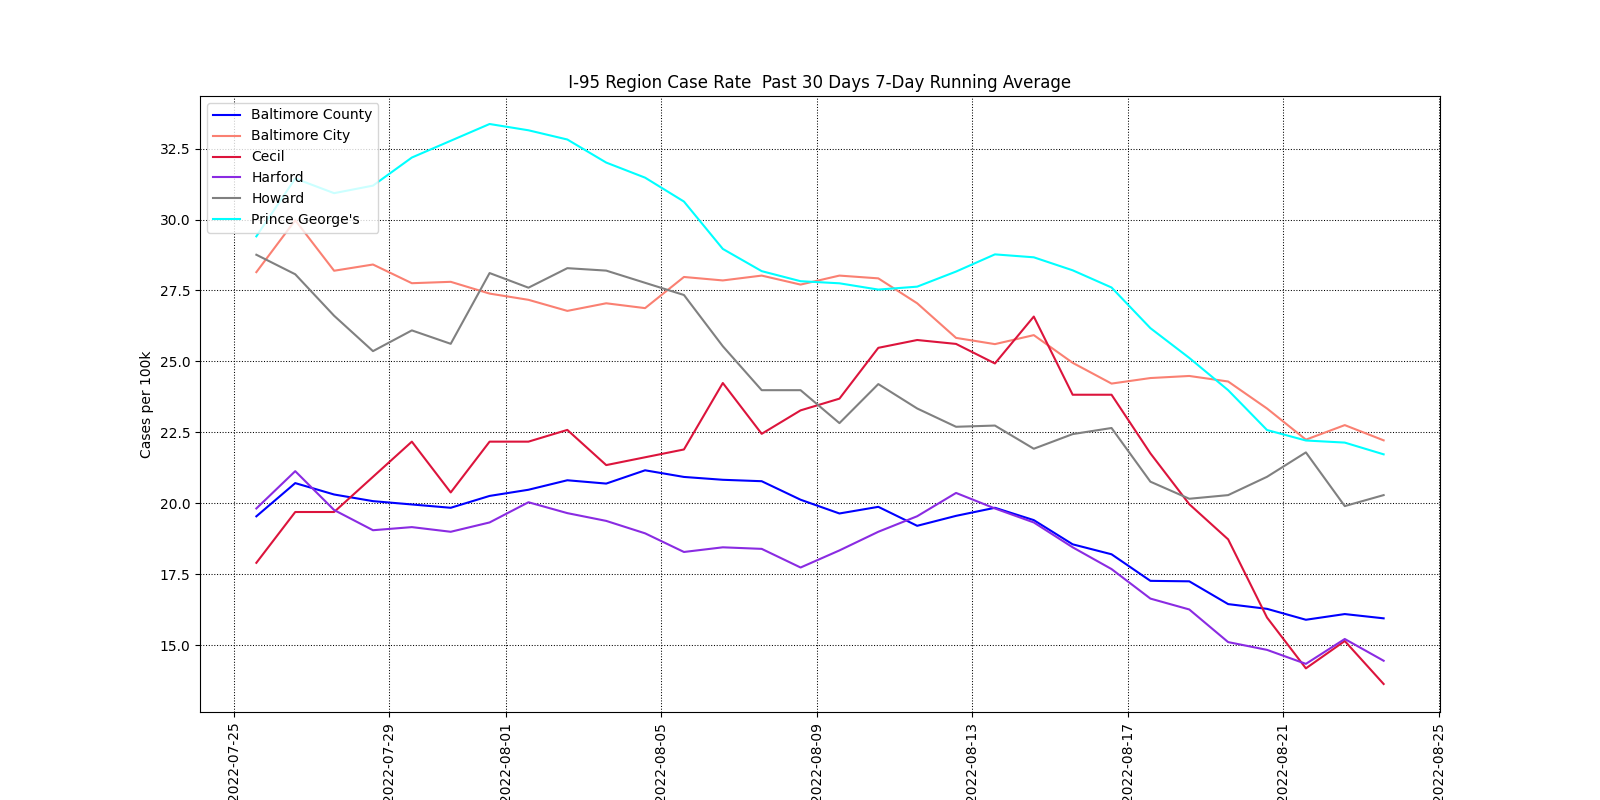 I-95 Region Case Rate  Past 30 Days 7-Day Running Average
Baltimore County
Baltimore City
Cecil
Harford
Howard
Prince George's
Cases per 100k
32.5
30.0
27.5
25.0
22.5
20.0
17.5
15.0
2022-07-25
2022-07-29
2022-08-01
2022-08-05
2022-08-09
2022-08-13
2022-08-17
2022-08-21
2022-08-25